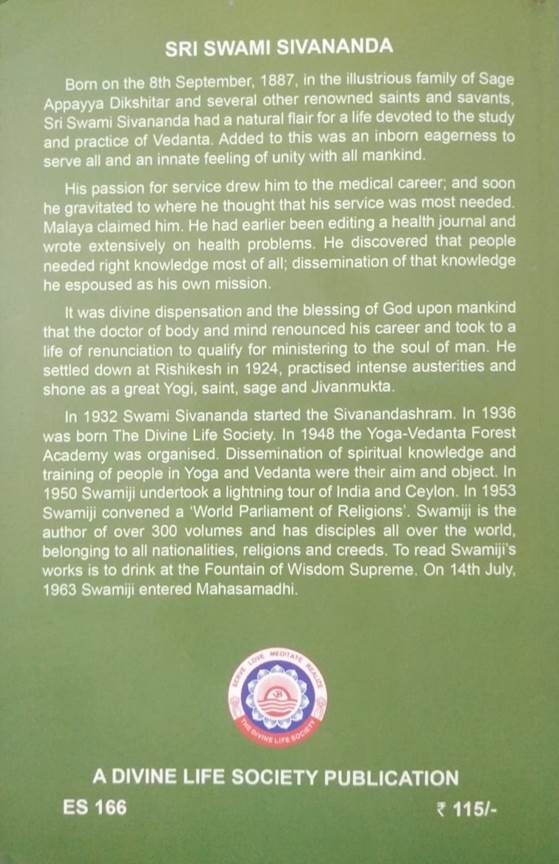 SRI SWAMI SIVANANDA
Born on the 8th September, 1887, in the illustrious family of Sage
Appayya Dikshitar and several other renowned saints and savants,
Sri Swami Sivananda had a natural flair for a life devoted to the study
and practice of Vedanta. Added to this was an inborn eagerness to
serve all and an innate feeling of unity with all mankind.
His passion for service drew him to the medical career; and soon
he gravitated to where he thought that his service was most needed.
Malaya claimed him. He had earlier been editing a health journal and
wrote extensively on health problems. He discovered that people
needed right knowledge most of all; dissemination of that knowledge
he espoused as his own mission.
It was divine dispensation and the blessing of God upon mankind
that the doctor of body and mind renounced his career and took to a
life of renunciation to qualify for ministering to the soul of man. He
settled down at Rishikesh in 1924, practised intense austerities and
shone as a great Yogi, saint, sage and Jivanmukta.
In 1932 Swami Sivananda started the Sivanandashram. In 1936
was born The Divine Life Society. In 1948 the Yoga-Vedanta Forest
Academy was organised. Dissemination of spiritual knowledge and
training of people in Yoga and Vedanta were their aim and object. In
1950 Swamiji undertook a lightning tour of India and Ceylon. In 1953
Swamiji convened a ‘World Parliament of Religions’. Swamiji is the
author of over 300 volumes and has disciples all over the world,
belonging to all nationalities, religions and creeds. To read Swamiji's
works is to drink at the Fountain of Wisdom Supreme. On 14th July,
1963 Swamiji entered Mahasamadhi.
SERVE LOVE MEDITATE REALIZE
ॐ
THE DIVINE LIFE SOCIETY
A DIVINE LIFE SOCIETY PUBLICATION
ES 166
₹ 115/-